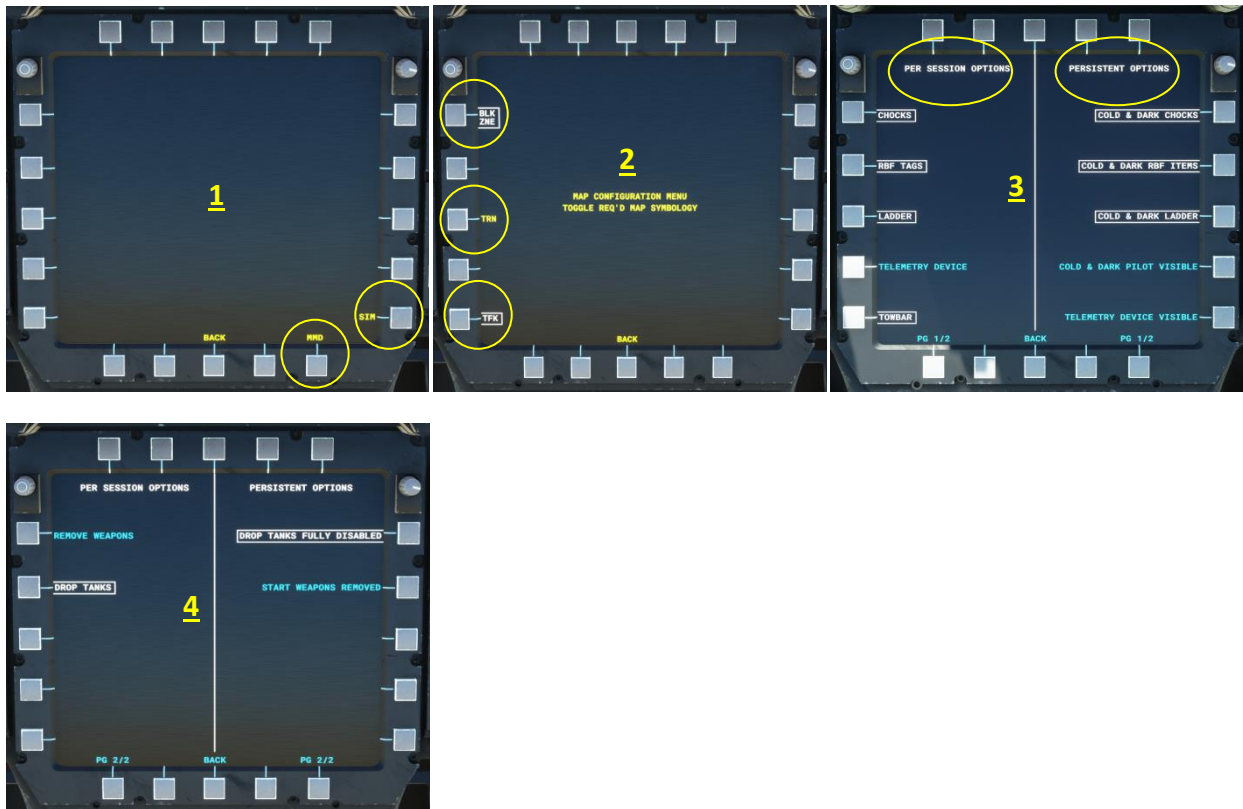 1
SIM
BACK
MMD
2
BLK
ZNE
MAP CONFIGURATION MENU
TOGGLE REQ'D MAP SYMBOLOGY
TRN
TFK
BACK
3
PER SESSION OPTIONS
PERSISTENT OPTIONS
CHOCKS
COLD & DARK CHOCKS
RBF TAGS
COLD & DARK RBF ITEMS
LADDER
COLD & DARK LADDER
TELEMETRY DEVICE
COLD & DARK PILOT VISIBLE
TOWBAR
TELEMETRY DEVICE VISIBLE
PG 1/2
BACK
PG 1/2
4
PER SESSION OPTIONS
PERSISTENT OPTIONS
REMOVE WEAPONS
DROP TANKS FULLY DISABLED
DROP TANKS
START WEAPONS REMOVED
PG 2/2
BACK
PG 2/2